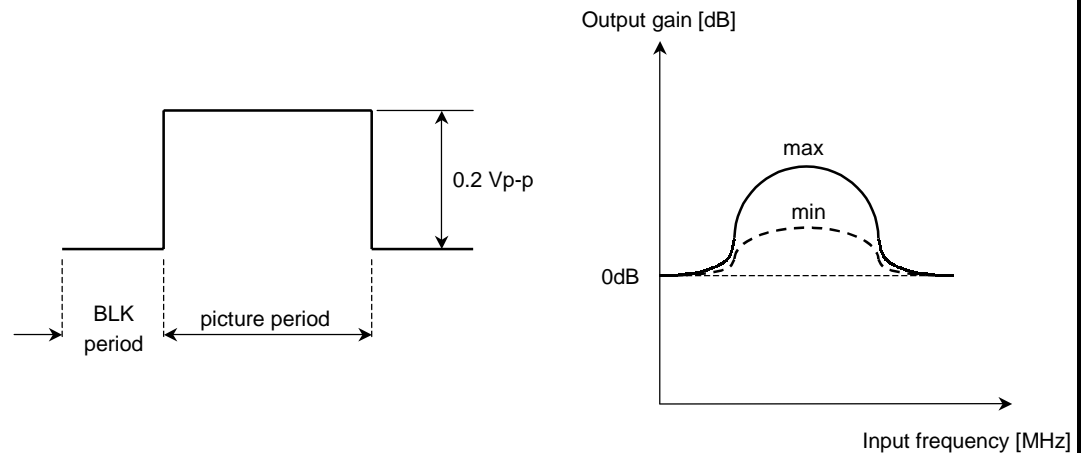 0.2 Vp-p
BLK
period
picture period
Output gain [dB]
max
min
0dB
Input frequency [MHz]